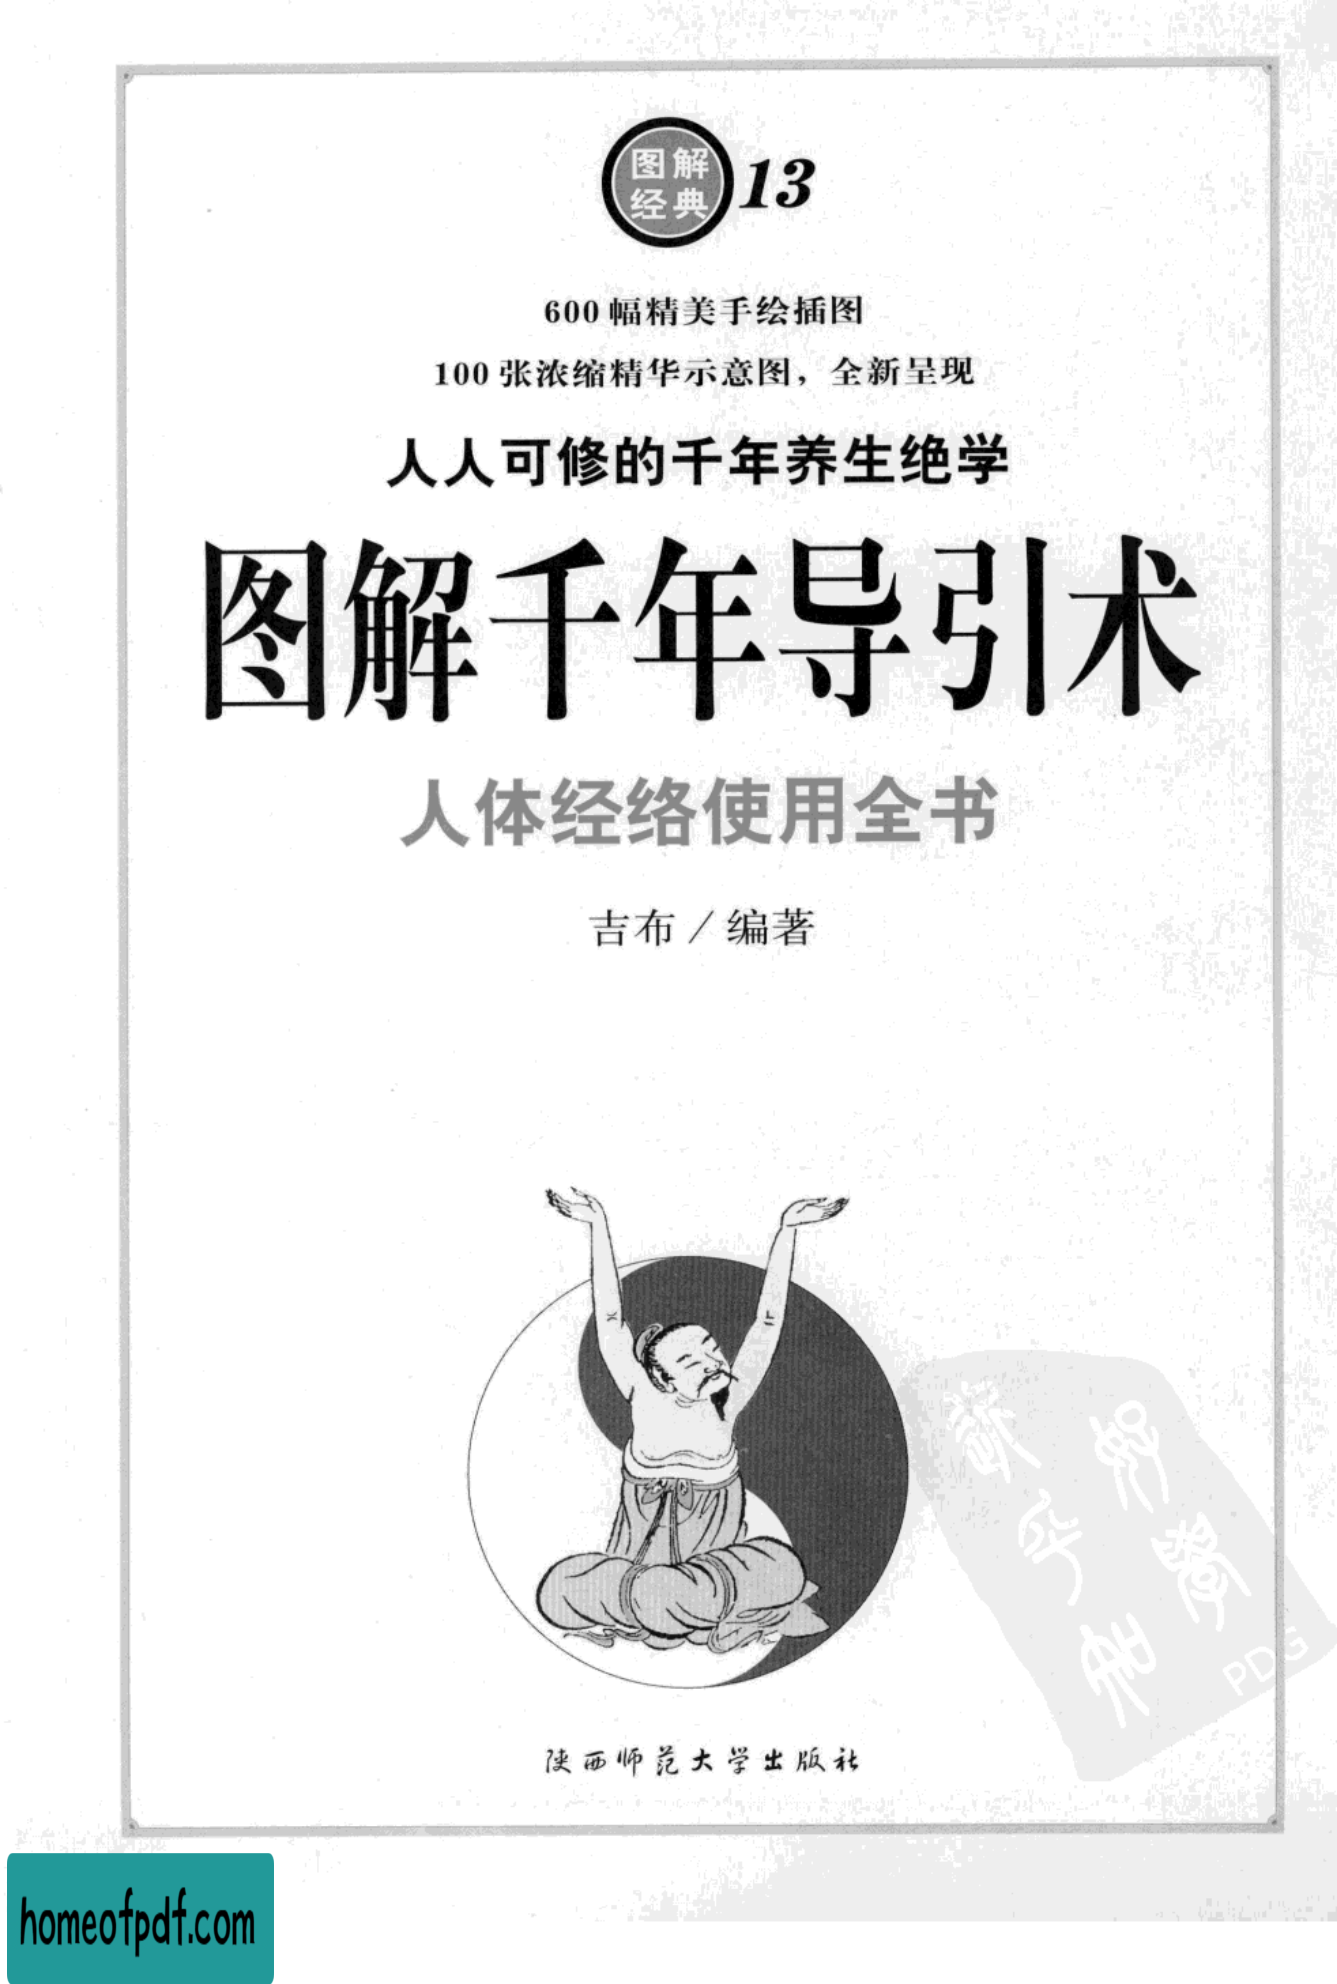 图解
经典
13
600幅精美手绘插图
100张浓缩精华示意图，全新呈现
人人可修的千年养生绝学
图解千年导引术
人体经络使用全书
吉布／编著
陕西师范大学出版社
PDG
homeofpdf.com